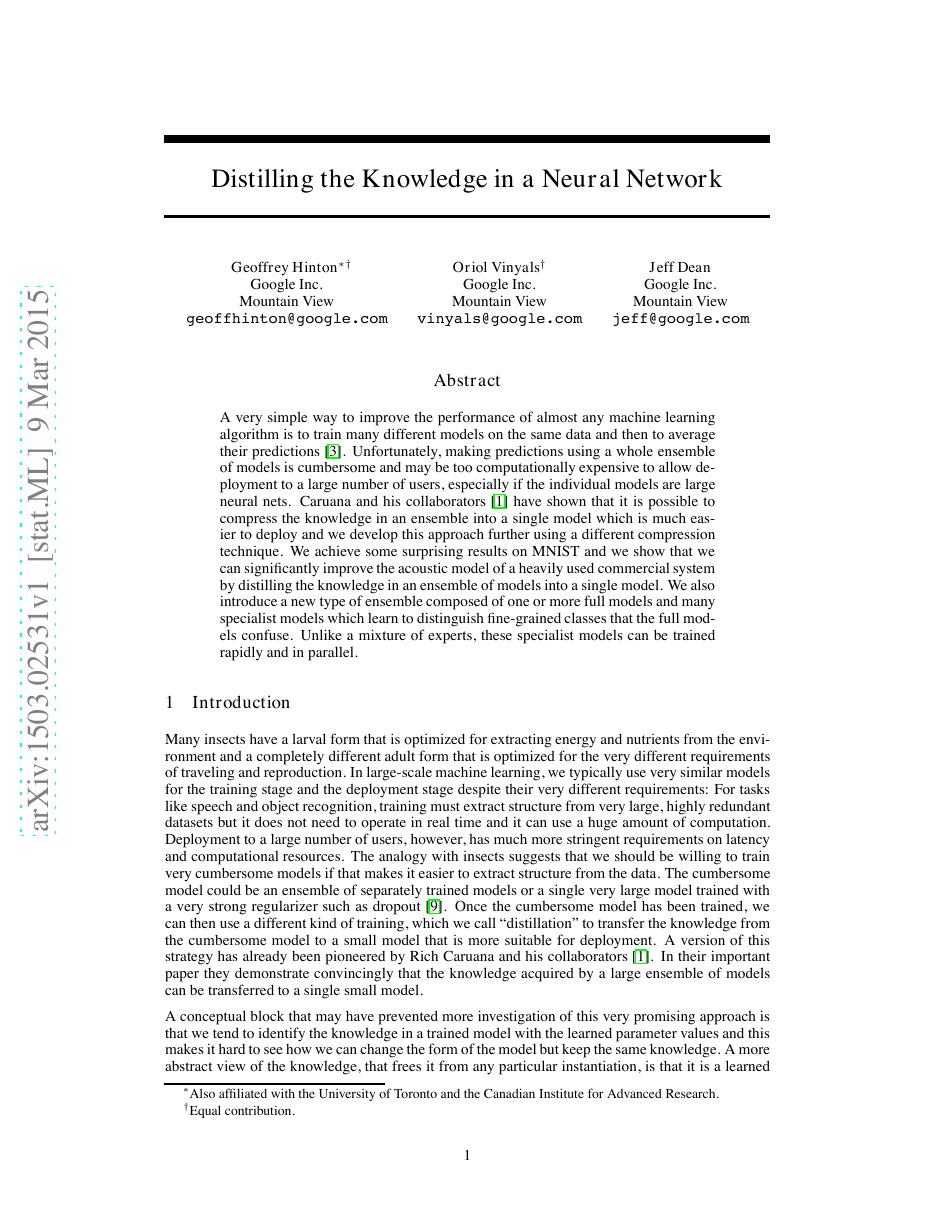 arXiv:1503.02531v1 [stat.ML] 9 Mar 2015
Distilling the Knowledge in a Neural Network
Geoffrey Hinton∗†
Google Inc.
Mountain View
geoffhinton@google.com
Oriol Vinyals†
Google Inc.
Mountain View
vinyals@google.com
Jeff Dean
Google Inc.
Mountain View
jeff@google.com
Abstract
A very simple way to improve the performance of almost any machine learning
algorithm is to train many different models on the same data and then to average
their predictions [3]. Unfortunately, making predictions using a whole ensemble
of models is cumbersome and may be too computationally expensive to allow de-
ployment to a large number of users, especially if the individual models are large
neural nets. Caruana and his collaborators [1] have shown that it is possible to
compress the knowledge in an ensemble into a single model which is much eas-
ier to deploy and we develop this approach further using a different compression
technique. We achieve some surprising results on MNIST and we show that we
can significantly improve the acoustic model of a heavily used commercial system
by distilling the knowledge in an ensemble of models into a single model. We also
introduce a new type of ensemble composed of one or more full models and many
specialist models which learn to distinguish fine-grained classes that the full mod-
els confuse. Unlike a mixture of experts, these specialist models can be trained
rapidly and in parallel.
1 Introduction
Many insects have a larval form that is optimized for extracting energy and nutrients from the envi-
ronment and a completely different adult form that is optimized for the very different requirements
of traveling and reproduction. In large-scale machine learning, we typically use very similar models
for the training stage and the deployment stage despite their very different requirements: For tasks
like speech and object recognition, training must extract structure from very large, highly redundant
datasets but it does not need to operate in real time and it can use a huge amount of computation.
Deployment to a large number of users, however, has much more stringent requirements on latency
and computational resources. The analogy with insects suggests that we should be willing to train
very cumbersome models if that makes it easier to extract structure from the data. The cumbersome
model could be an ensemble of separately trained models or a single very large model trained with
a very strong regularizer such as dropout [9]. Once the cumbersome model has been trained, we
can then use a different kind of training, which we call “distillation” to transfer the knowledge from
the cumbersome model to a small model that is more suitable for deployment. A version of this
strategy has already been pioneered by Rich Caruana and his collaborators [1]. In their important
paper they demonstrate convincingly that the knowledge acquired by a large ensemble of models
can be transferred to a single small model.
A conceptual block that may have prevented more investigation of this very promising approach is
that we tend to identify the knowledge in a trained model with the learned parameter values and this
makes it hard to see how we can change the form of the model but keep the same knowledge. A more
abstract view of the knowledge, that frees it from any particular instantiation, is that it is a learned
∗Also affiliated with the University of Toronto and the Canadian Institute for Advanced Research.
†Equal contribution.
1